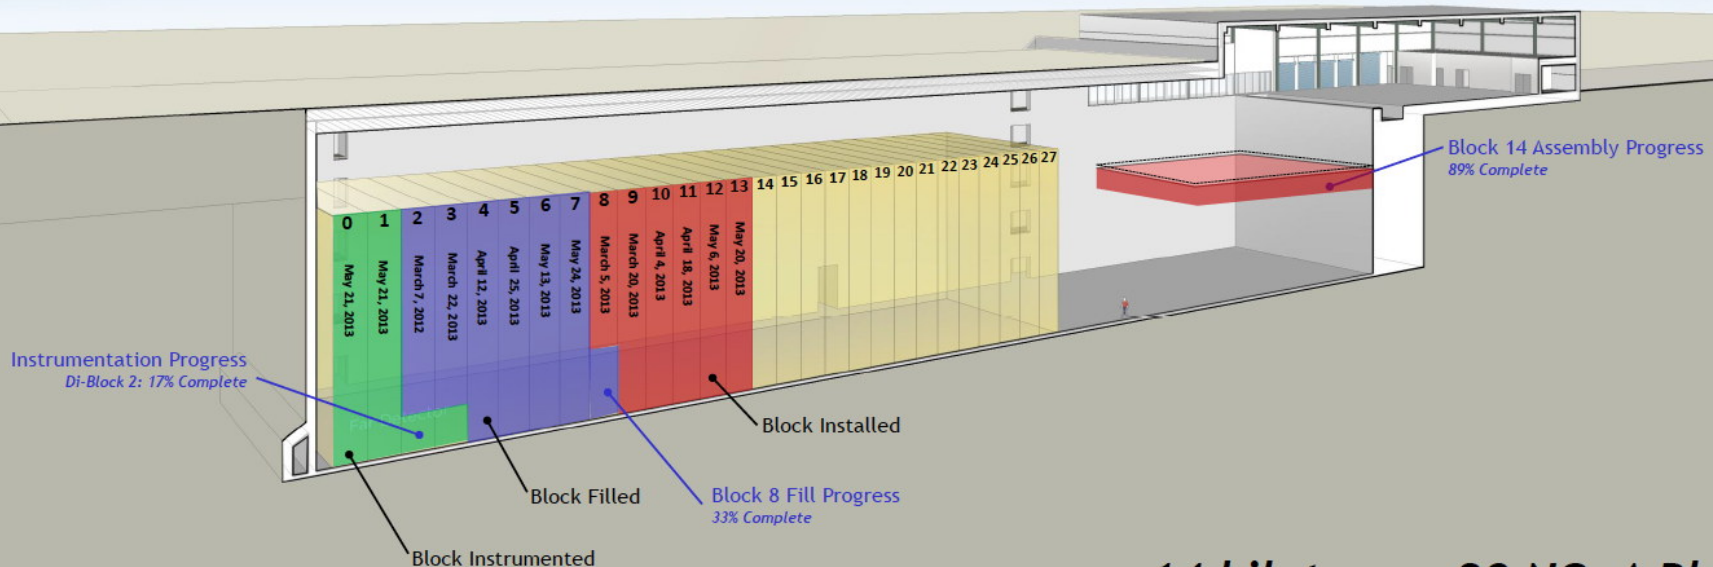 Block 14 Assembly Progress
89% Complete
0 1 2 3 4 5 6 7 8 9 10 11 12 13 14 15 16 17 18 19 20 21 22 23 24 25 26 27
May 21, 2013
May 21, 2013
March 7, 2012
March 22, 2013
April 12, 2013
April 25, 2013
May 13, 2013
May 24, 2013
March 5, 2013
March 20, 2013
April 4, 2013
April 18, 2013
May 6, 2013
May 20, 2013
Instrumentation Progress
Di-Block 2: 17% Complete
Far Detector
Block Installed
Block Filled
Block 8 Fill Progress
33% Complete
Block Instrumented